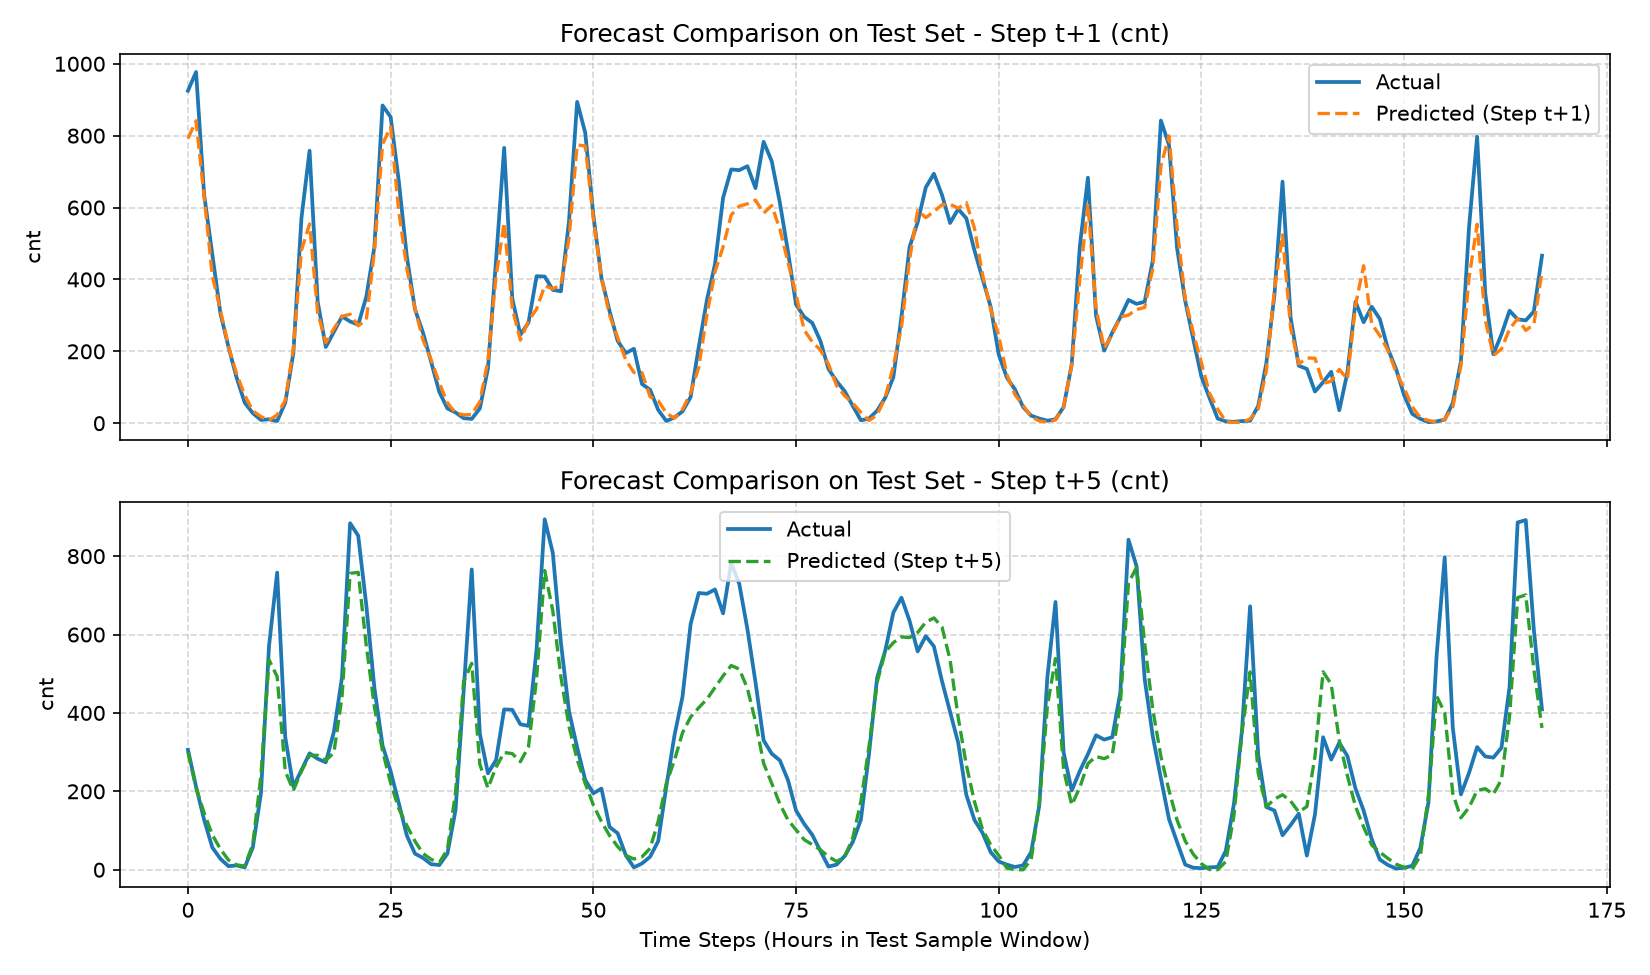 Forecast Comparison on Test Set - Step t+1 (cnt)
1000
800
600
400
200
0
cnt
Actual
Predicted (Step t+1)
Forecast Comparison on Test Set - Step t+5 (cnt)
800
600
400
200
0
cnt
Actual
Predicted (Step t+5)
0 25 50 75 100 125 150 175
Time Steps (Hours in Test Sample Window)